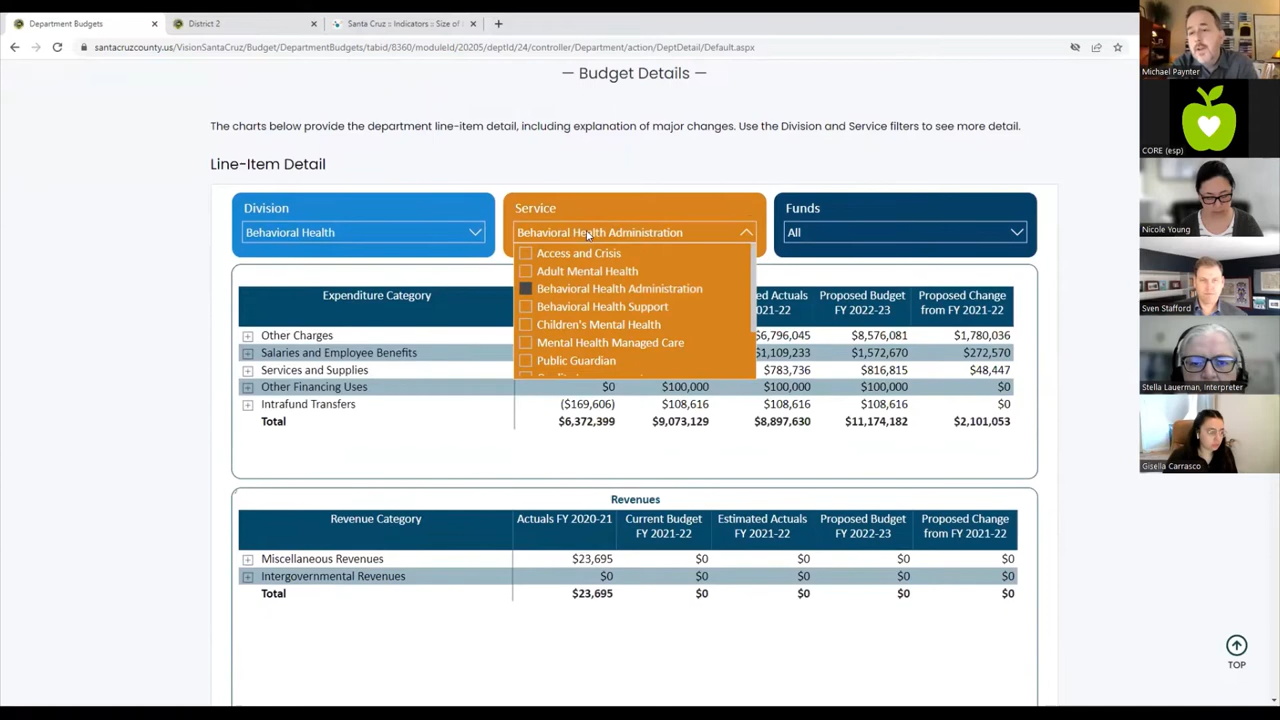 Department Budgets
District 2
Santa Cruz :: Indicators :: Size of
santacruzcounty.us/VisionSantaCruz/Budget/DepartmentBudgets/tabid/8360/moduleId/20205/deptId/24/controller/Department/action/DeptDetail/Default.aspx
— Budget Details —
The charts below provide the department line-item detail, including explanation of major changes. Use the Division and Service filters to see more detail.
Line-Item Detail
Division
Behavioral Health
Service
Behavioral Health Administration
Funds
All
Access and Crisis
Adult Mental Health
Behavioral Health Administration
Behavioral Health Support
Children's Mental Health
Mental Health Managed Care
Public Guardian
Expenditure Category Actuals 2021-22 Proposed Budget FY 2022-23 Proposed Change from FY 2021-22
Other Charges $6,796,045 $8,576,081 $1,780,036
Salaries and Employee Benefits $1,109,233 $1,572,670 $272,570
Services and Supplies $783,736 $816,815 $48,447
Other Financing Uses $0 $100,000 $100,000 $100,000 $0
Intrafund Transfers ($169,606) $108,616 $108,616 $108,616 $0
Total $6,372,399 $9,073,129 $8,897,630 $11,174,182 $2,101,053
Revenues
Revenue Category Actuals FY 2020-21 Current Budget FY 2021-22 Estimated Actuals FY 2021-22 Proposed Budget FY 2022-23 Proposed Change from FY 2021-22
Miscellaneous Revenues $23,695 $0 $0 $0 $0
Intergovernmental Revenues $0 $0 $0 $0 $0
Total $23,695 $0 $0 $0 $0
TOP
Michael Paynter
CORE (esp)
Nicole Young
Sven Stafford
Stella Lauerman, Interpreter
Gisella Carrasco